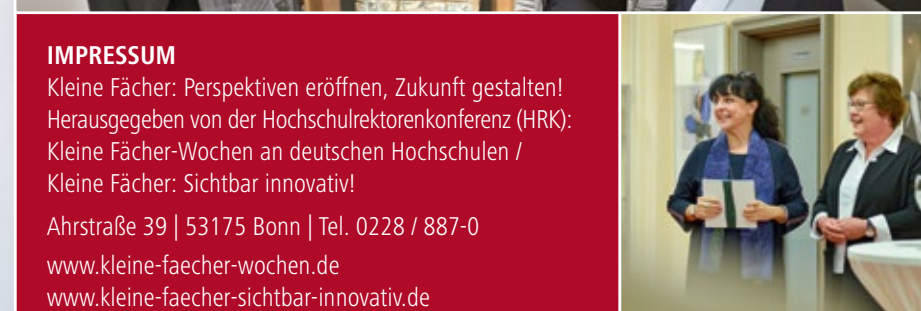 IMPRESSUM
Kleine Fächer: Perspektiven eröffnen, Zukunft gestalten!
Herausgegeben von der Hochschulrektorenkonferenz (HRK):
Kleine Fächer-Wochen an deutschen Hochschulen /
Kleine Fächer: Sichtbar innovativ!
Ahrstraße 39 | 53175 Bonn | Tel. 0228 / 887-0
www.kleine-faecher-wochen.de
www.kleine-faecher-sichtbar-innovativ.de